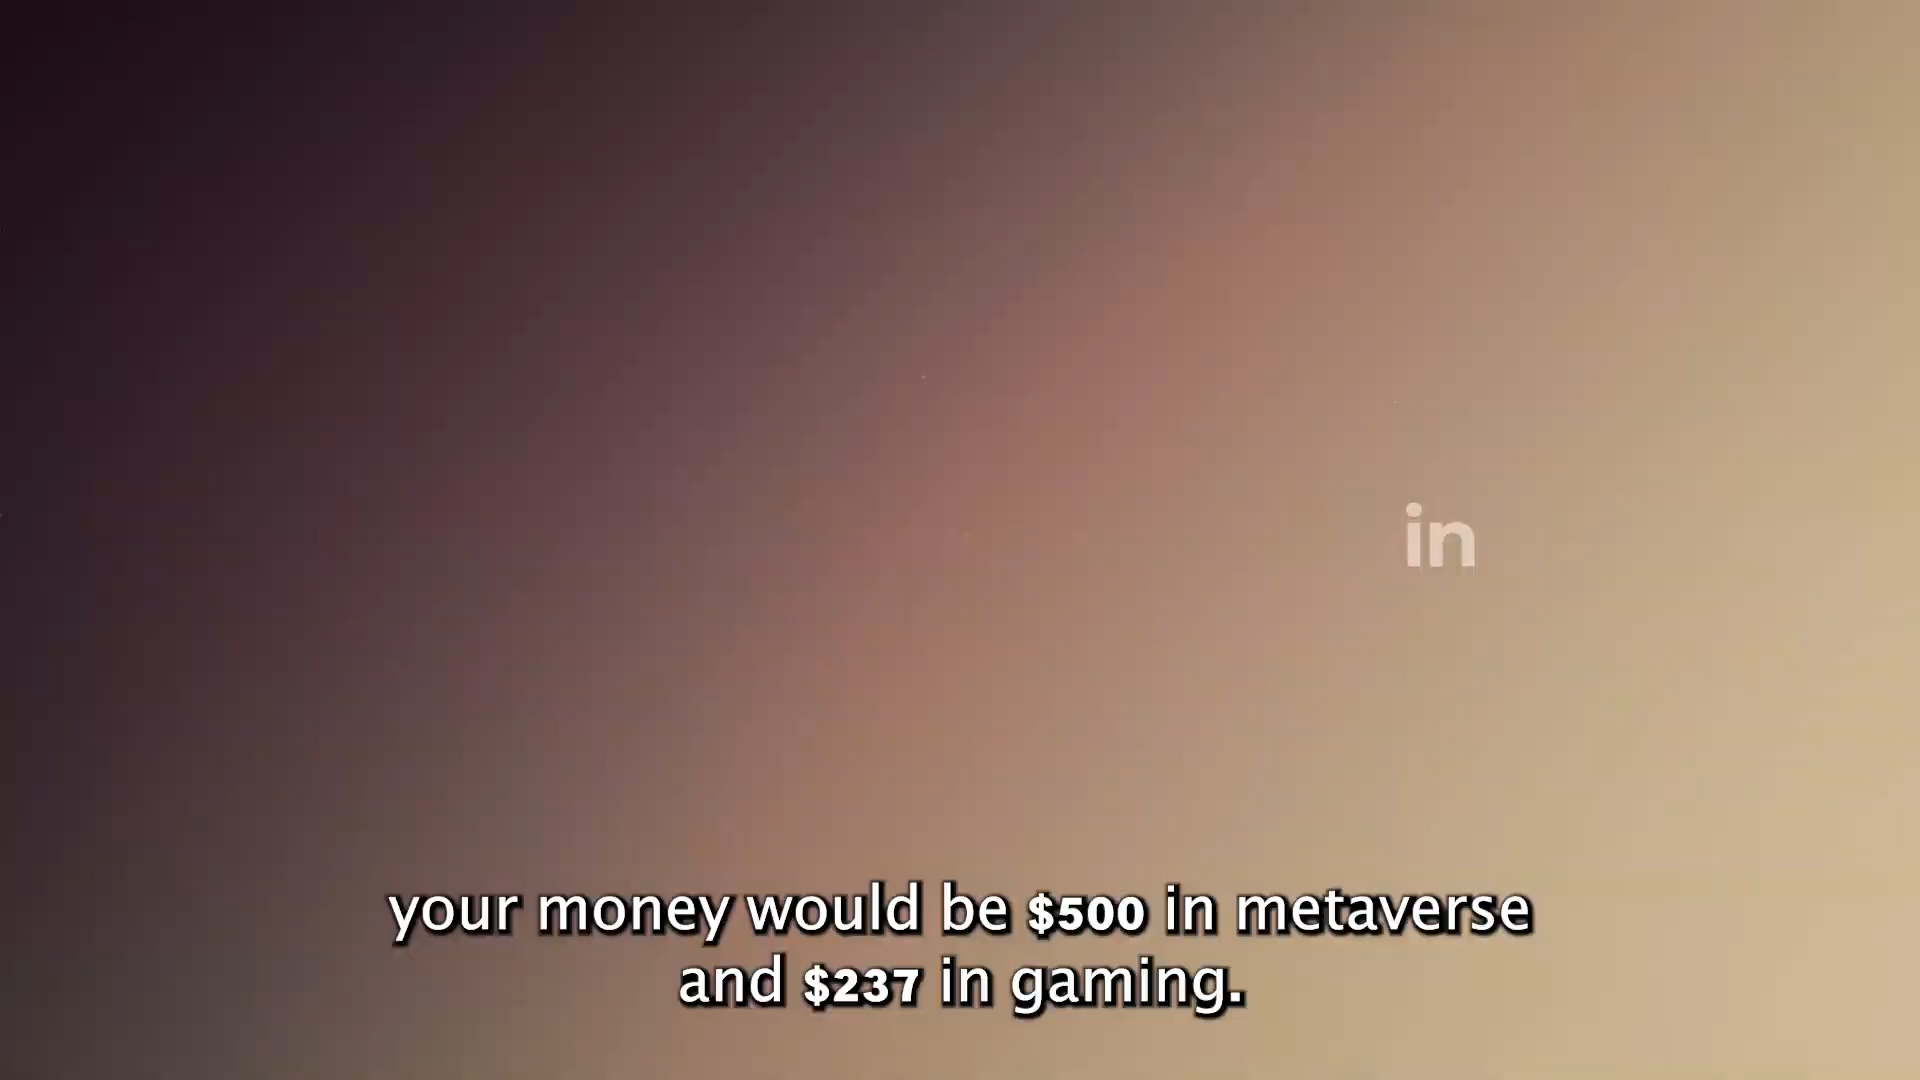 in
your money would be $500 in metaverse
and $237 in gaming.